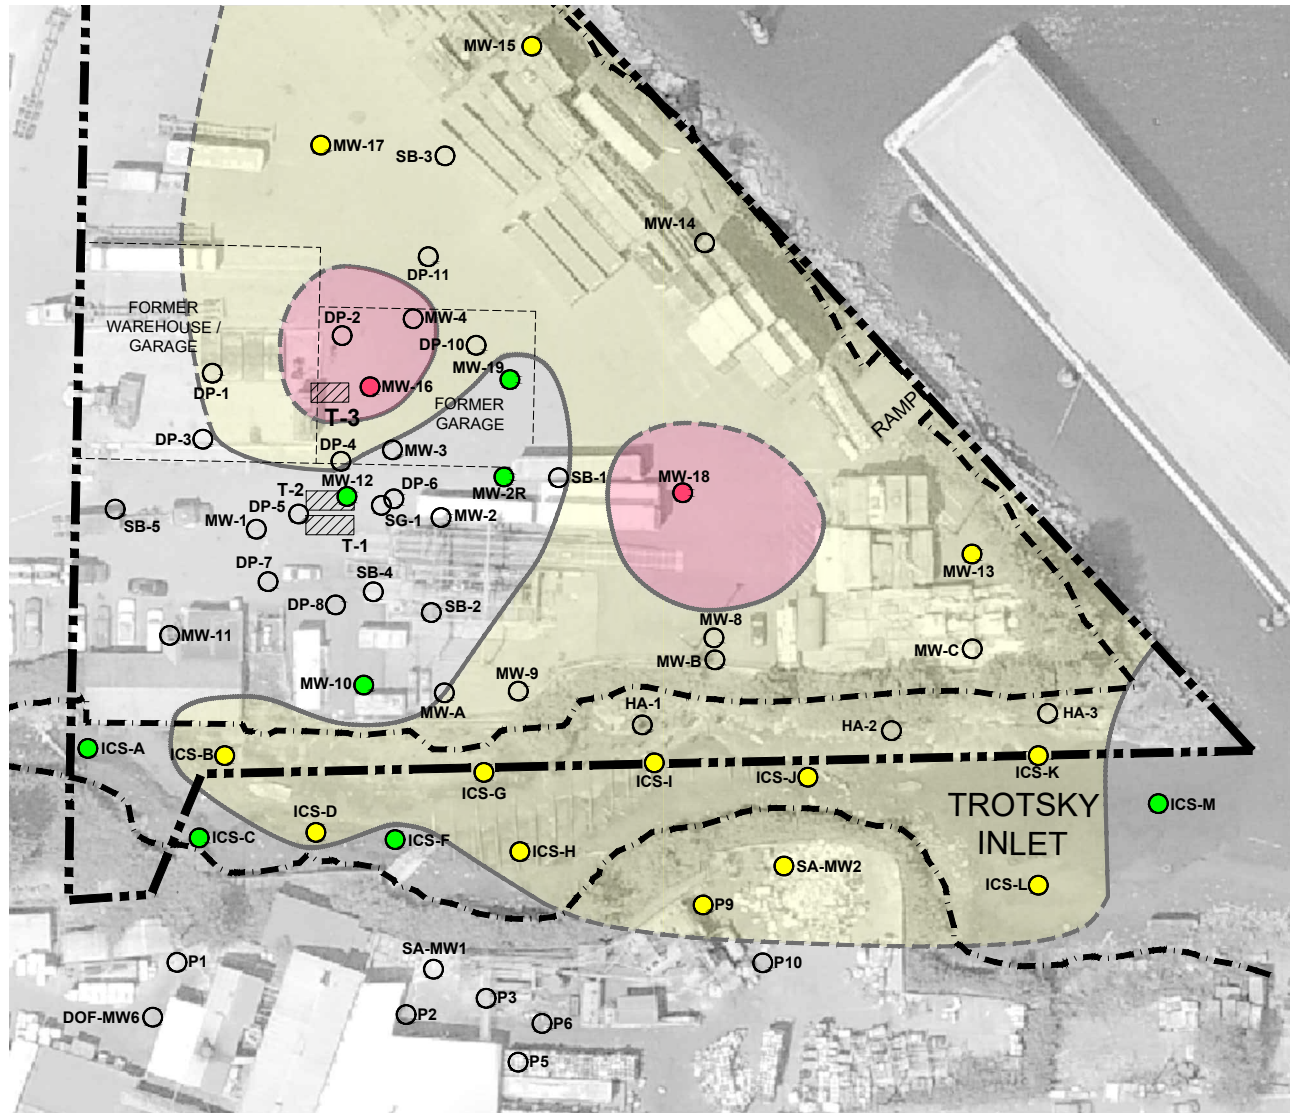 MW-15
MW-17
SB-3
MW-14
DP-11
FORMER
WAREHOUSE /
GARAGE
DP-2
MW-4
DP-10
MW-19
DP-1
MW-16
T-3
FORMER
GARAGE
RAMP
DP-3
DP-4
MW-3
MW-12
MW-2R
SB-1
MW-18
T-2
DP-6
SB-5
MW-1
DP-5
SG-1
MW-2
T-1
MW-13
DP-7
SB-4
DP-8
SB-2
MW-11
MW-8
MW-B
MW-C
MW-10
MW-9
MW-A
HA-1
HA-2
HA-3
ICS-A
ICS-B
ICS-G
ICS-I
ICS-J
ICS-K
TROTSKY
INLET
ICS-M
ICS-C
ICS-D
ICS-F
ICS-H
SA-MW2
ICS-L
P9
P1
SA-MW1
P10
DOF-MW6
P2
P3
P6
P5